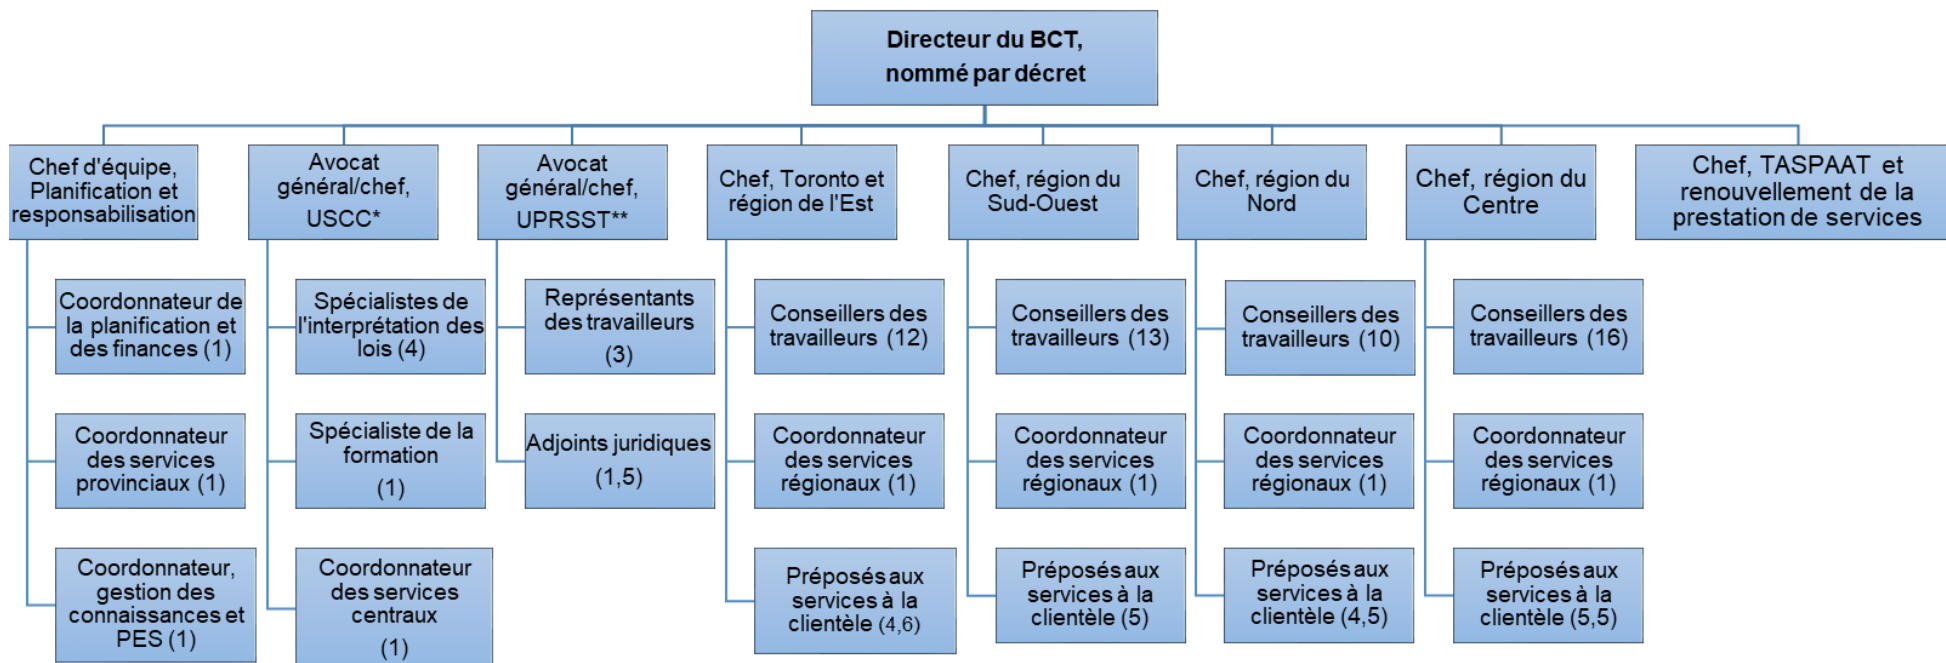 Directeur du BCT,
nommé par décret
Chef d'équipe,
Planification et
responsabilisation
Avocat
général/chef,
USCC*
Avocat
général/chef,
UPRSST**
Chef, Toronto et
région de l'Est
Chef, région du
Sud-Ouest
Chef, région du
Nord
Chef, région du
Centre
Chef, TASPAAT et
renouvellement de la
prestation de services
Coordonnateur de
la planification et
des finances (1)
Spécialistes de
l'interprétation des
lois (4)
Représentants
des travailleurs
(3)
Conseillers des
travailleurs (12)
Conseillers des
travailleurs (13)
Conseillers des
travailleurs (10)
Conseillers des
travailleurs (16)
Coordonnateur
des services
provinciaux (1)
Spécialiste de la
formation
(1)
Adjoints juridiques
(1,5)
Coordonnateur
des services
régionaux (1)
Coordonnateur
des services
régionaux (1)
Coordonnateur
des services
régionaux (1)
Coordonnateur
des services
régionaux (1)
Coordonnateur,
gestion des
connaissances et
PES (1)
Coordonnateur
des services
centraux
(1)
Préposés aux
services à la
clientèle (4,6)
Préposés aux
services à la
clientèle (5)
Préposés aux
services à la
clientèle (4,5)
Préposés aux
services à la
clientèle (5,5)